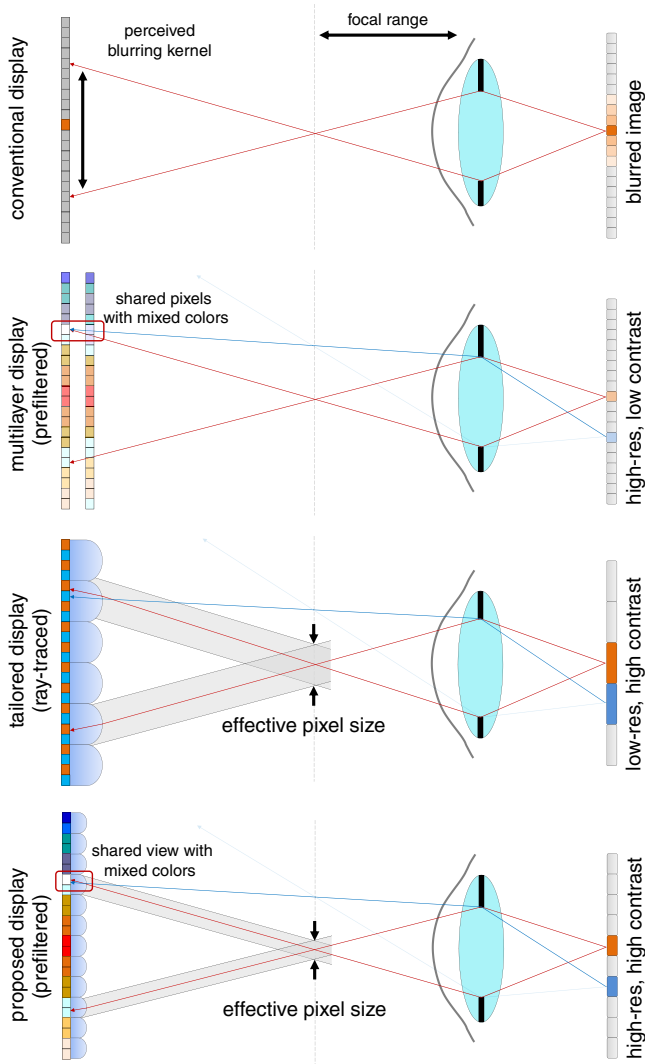 conventional display
perceived
blurring kernel
focal range
blurred image
multilayer display
(prefiltered)
shared pixels
with mixed colors
high-res, low contrast
tailored display
(ray-traced)
effective pixel size
low-res, high contrast
proposed display
(prefiltered)
shared view with
mixed colors
effective pixel size
high-res, high contrast